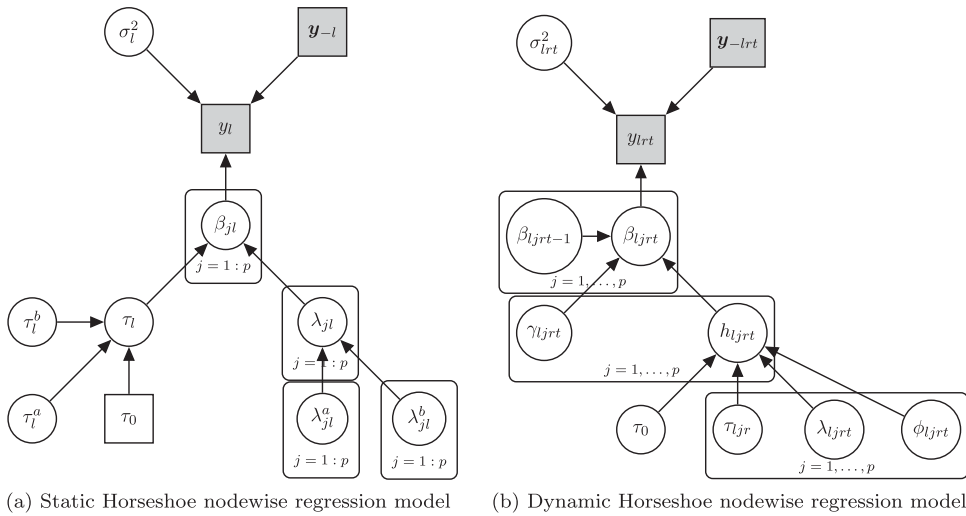 σ_l^2 y_{-l}
y_l
β_{jl}
j = 1 : p
τ_l^b τ_l λ_{jl}
j = 1 : p
τ_l^a τ_0 λ_{jl}^a λ_{jl}^b
j = 1 : p j = 1 : p
(a) Static Horseshoe nodewise regression model
σ_{lrt}^2 y_{-lrt}
y_{lrt}
β_{ljrt-1} β_{ljrt}
j = 1, . . . , p
γ_{ljrt} h_{ljrt}
j = 1, . . . , p
τ_0 τ_{ljr} λ_{ljrt} ϕ_{ljrt}
j = 1, . . . , p
(b) Dynamic Horseshoe nodewise regression model